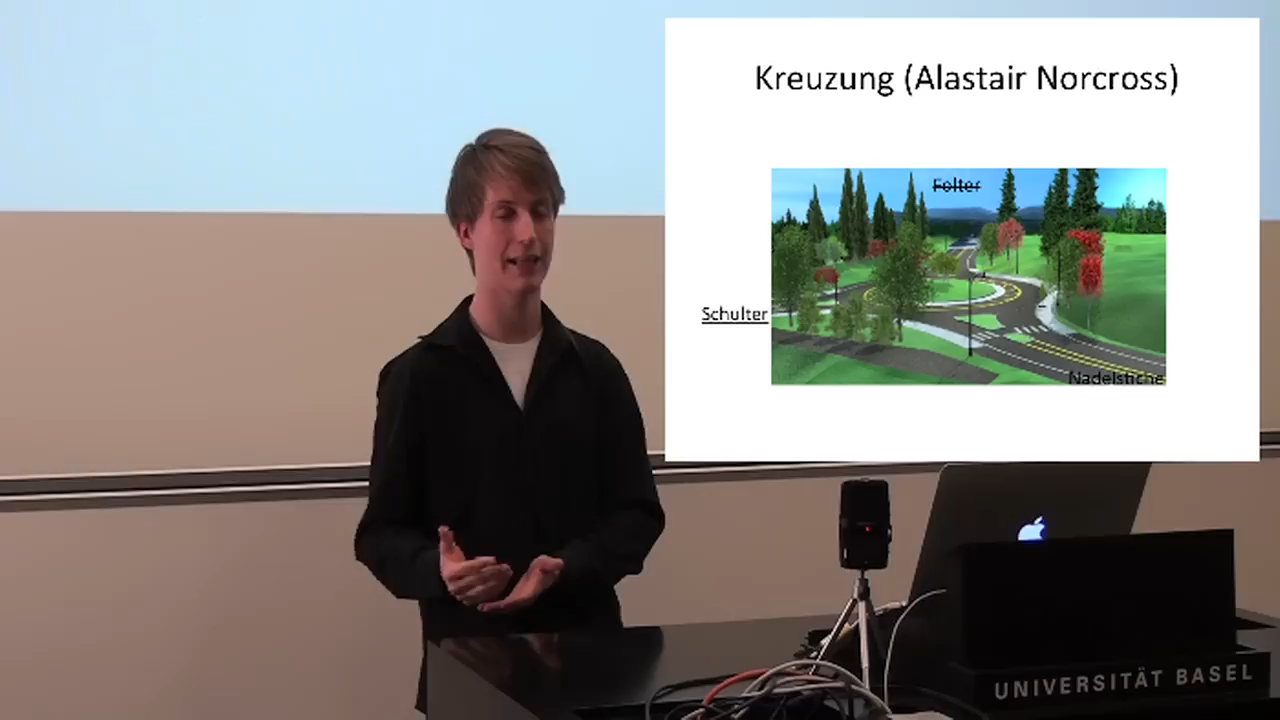 Kreuzung (Alastair Norcross)
Folter
Schulter
Nadelstiche
UNIVERSITÄT BASEL